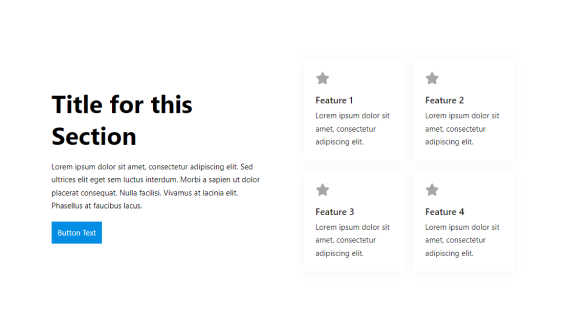 Title for this
Section
Lorem ipsum dolor sit amet, consectetur adipiscing elit. Sed
ultrices elit eget sem luctus interdum. Morbi a sapien ut dolor
placerat consequat. Nulla facilisi. Vivamus at lacinia elit.
Phasellus at faucibus lacus.
Button Text
Feature 1
Lorem ipsum dolor sit
amet, consectetur
adipiscing elit.
Feature 2
Lorem ipsum dolor sit
amet, consectetur
adipiscing elit.
Feature 3
Lorem ipsum dolor sit
amet, consectetur
adipiscing elit.
Feature 4
Lorem ipsum dolor sit
amet, consectetur
adipiscing elit.